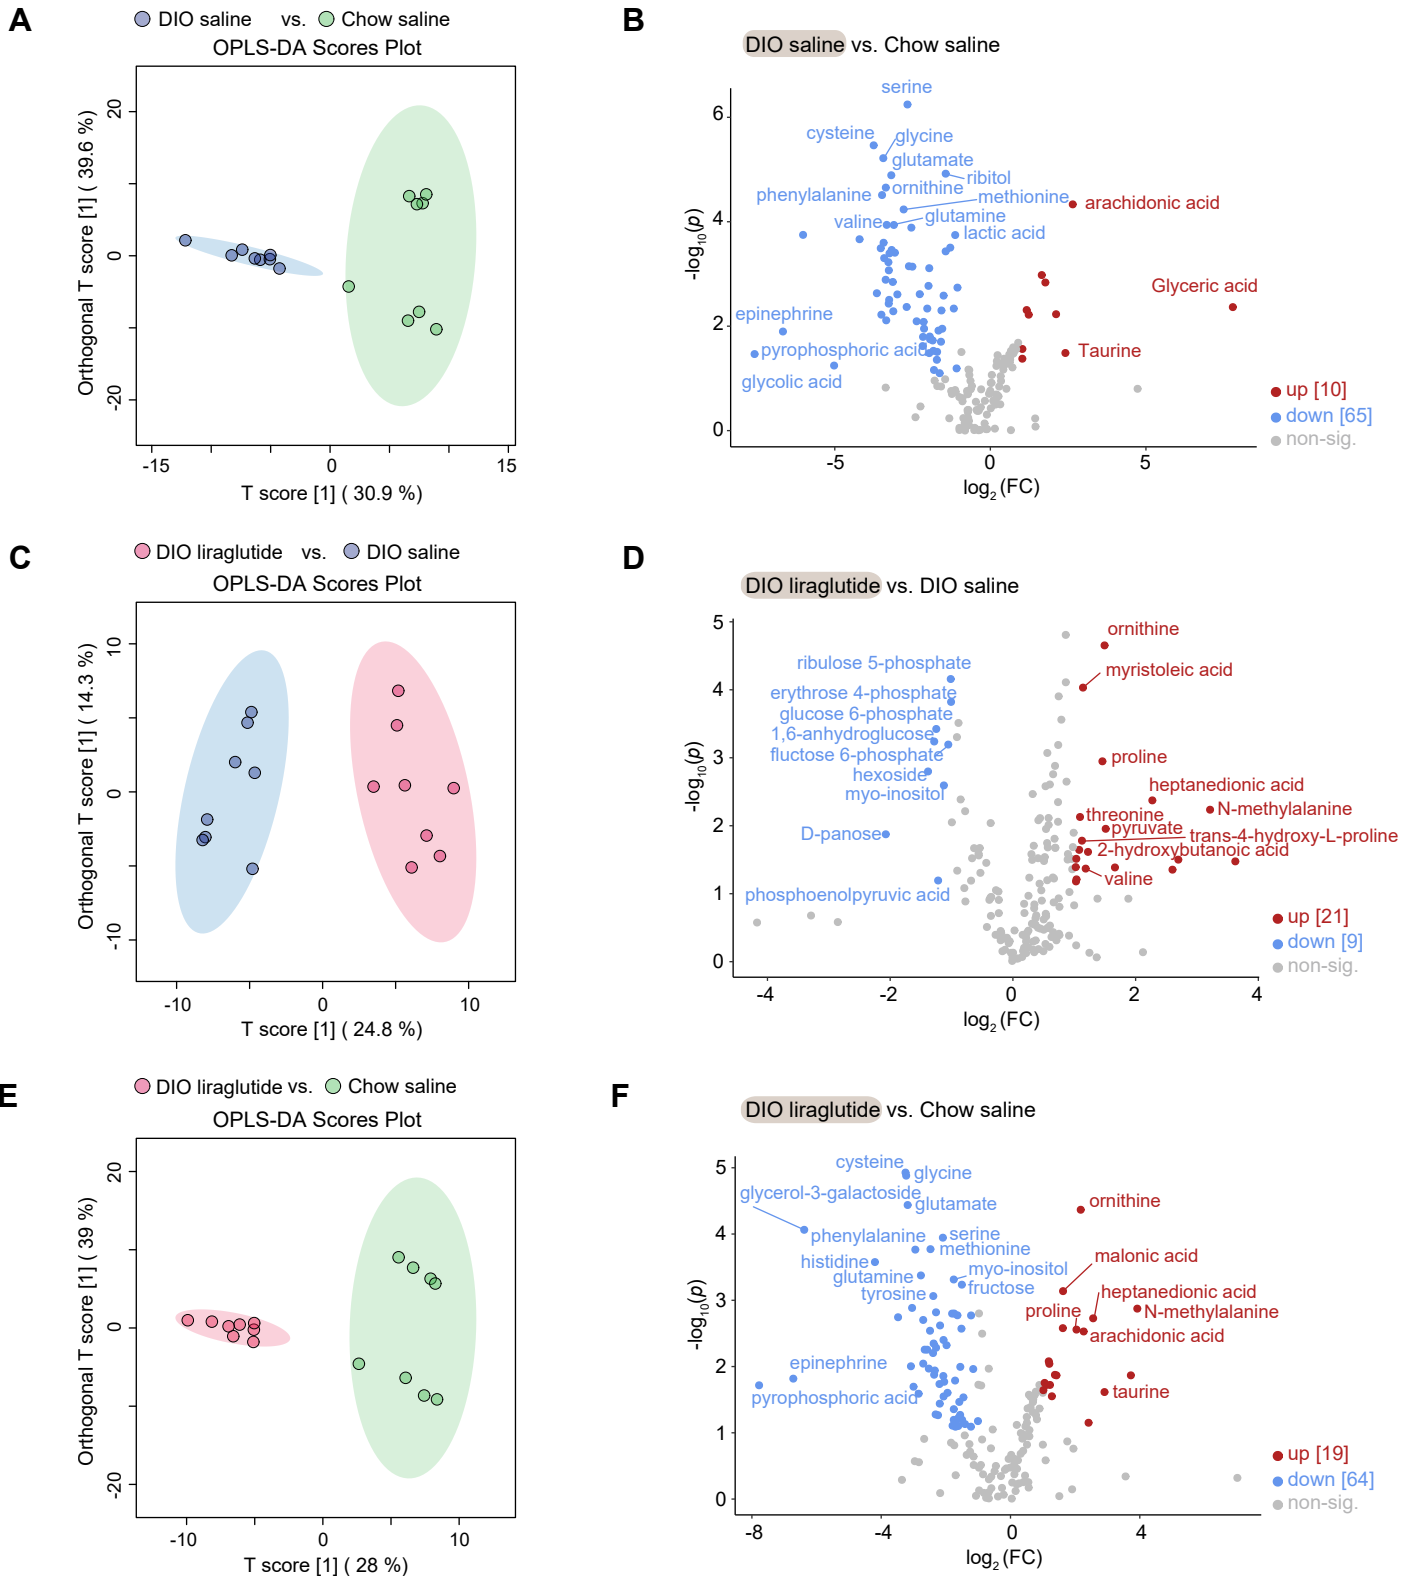 A
DIO saline vs. Chow saline
OPLS-DA Scores Plot
Orthogonal T score [1] ( 39.6 %)
20
0
-20
-15
0
15
T score [1] ( 30.9 %)
B
DIO saline vs. Chow saline
serine
cysteine
glycine
glutamate
ribitol
phenylalanine
ornithine
methionine
arachidonic acid
valine
glutamine
lactic acid
Glyceric acid
epinephrine
pyrophosphoric acid
Taurine
glycolic acid
-log10(p)
6
4
2
0
-5
0
5
log2 (FC)
up [10]
down [65]
non-sig.
C
DIO liraglutide vs. DIO saline
OPLS-DA Scores Plot
Orthogonal T score [1] ( 14.3 %)
10
0
-10
-10
0
10
T score [1] ( 24.8 %)
D
DIO liraglutide vs. DIO saline
ornithine
ribulose 5-phosphate
myristoleic acid
erythrose 4-phosphate
glucose 6-phosphate
1,6-anhydroglucose
fluctose 6-phosphate
proline
hexoside
heptanedionic acid
myo-inositol
N-methylalanine
threonine
D-panose
pyruvate
trans-4-hydroxy-L-proline
2-hydroxybutanoic acid
valine
phosphoenolpyruvic acid
-log10(p)
5
4
3
2
1
0
-4
-2
0
2
4
log2 (FC)
up [21]
down [9]
non-sig.
E
DIO liraglutide vs. Chow saline
OPLS-DA Scores Plot
Orthogonal T score [1] ( 39 %)
20
0
-20
-10
0
10
T score [1] ( 28 %)
F
DIO liraglutide vs. Chow saline
cysteine
glycine
glycerol-3-galactoside
glutamate
ornithine
phenylalanine
serine
methionine
malonic acid
histidine
myo-inositol
glutamine
fructose
tyrosine
heptanedionic acid
proline
N-methylalanine
arachidonic acid
epinephrine
pyrophosphoric acid
taurine
-log10(p)
5
4
3
2
1
0
-8
-4
0
4
log2 (FC)
up [19]
down [64]
non-sig.